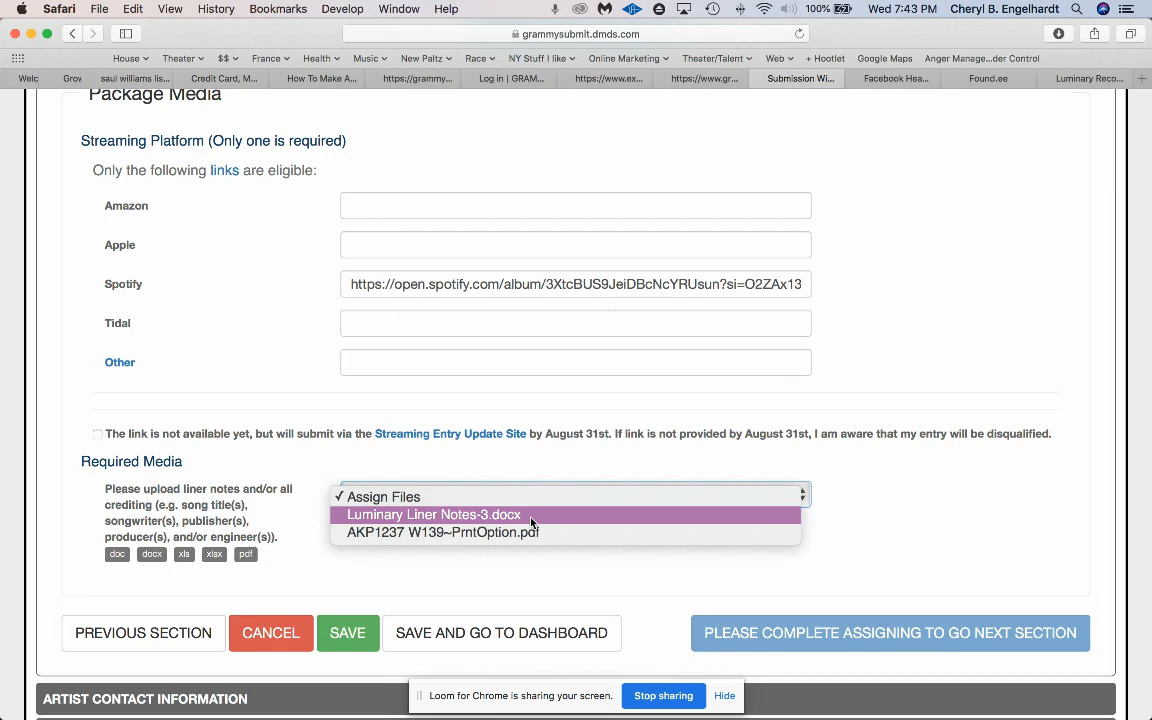 Safari File Edit View History Bookmarks Develop Window Help 100% Wed 7:43 PM Cheryl B. Engelhardt
grammysubmit.dmds.com
House Theater $$ France Health Music New Paltz Race NY Stuff I like Online Marketing Theater/Talent Web + Hootlet Google Maps Anger Manage...der Control
Welc Grov saul williams lis... Credit Card, M... How To Make A... https://grammy... Log in | GRAM... https://www.ex... https://www.gr... Submission Wi... Facebook Hea... Found.ee Luminary Reco...
Package Media
Streaming Platform (Only one is required)
Only the following links are eligible:
Amazon
Apple
Spotify https://open.spotify.com/album/3XtcBUS9JeiDBcNcYRUsun?si=O2ZAx13
Tidal
Other
The link is not available yet, but will submit via the Streaming Entry Update Site by August 31st. If link is not provided by August 31st, I am aware that my entry will be disqualified.
Required Media
Please upload liner notes and/or all
crediting (e.g. song title(s),
songwriter(s), publisher(s),
producer(s), and/or engineer(s)).
doc docx xls xlsx pdf
✓ Assign Files
Luminary Liner Notes-3.docx
AKP1237 W139~PrntOption.pdf
PREVIOUS SECTION CANCEL SAVE SAVE AND GO TO DASHBOARD PLEASE COMPLETE ASSIGNING TO GO NEXT SECTION
ARTIST CONTACT INFORMATION
Loom for Chrome is sharing your screen. Stop sharing Hide